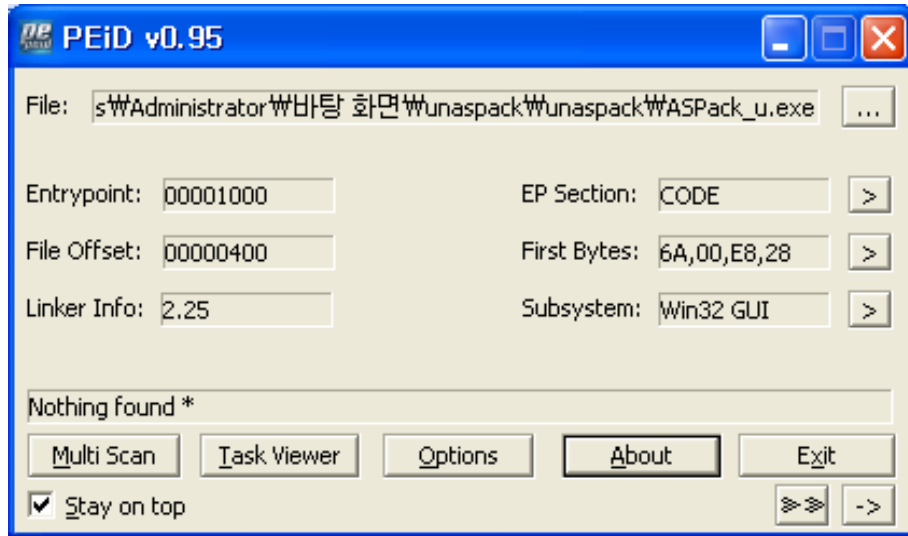 PEiD v0.95
File: s₩Administrator₩바탕 화면₩unaspack₩unaspack₩ASPack_u.exe ...
Entrypoint: 00001000 EP Section: CODE >
File Offset: 00000400 First Bytes: 6A,00,E8,28 >
Linker Info: 2.25 Subsystem: Win32 GUI >
Nothing found *
Multi Scan Task Viewer Options About Exit
Stay on top >> ->